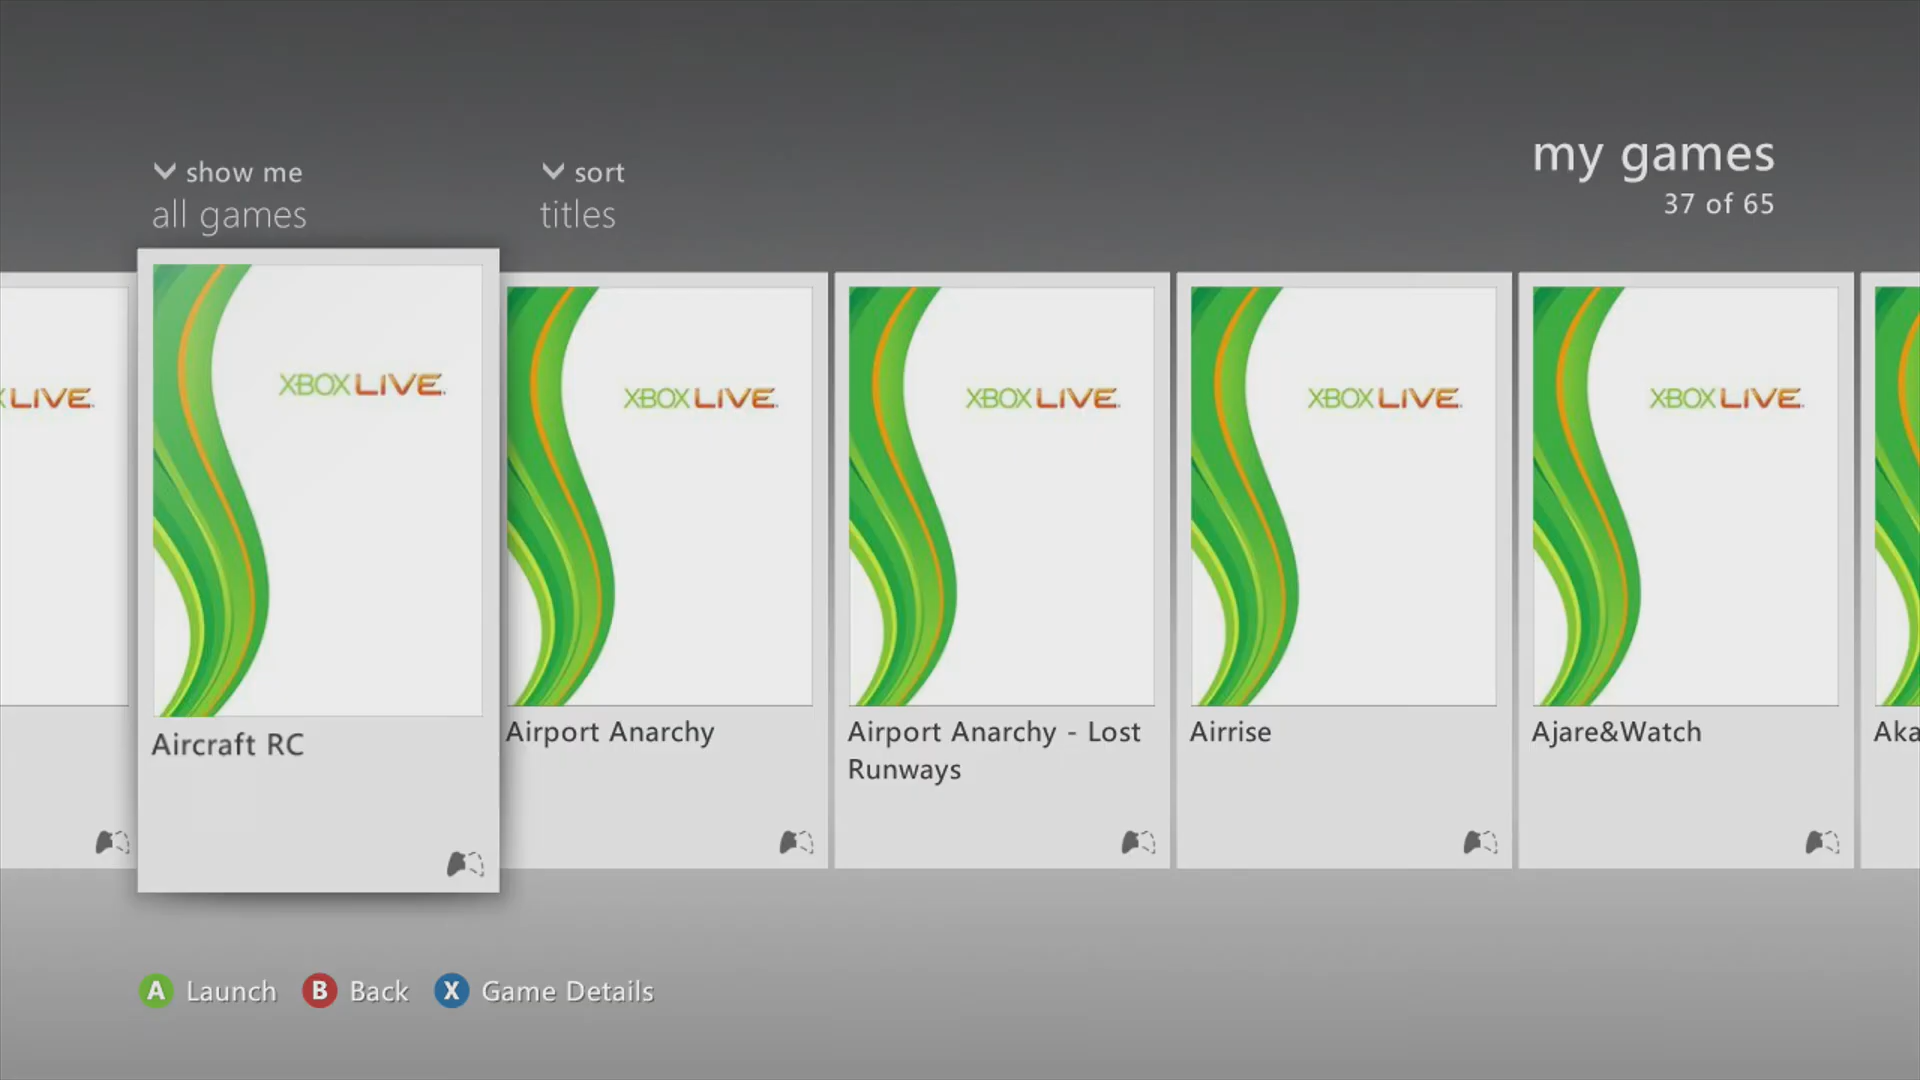 show me
all games
sort
titles
my games
37 of 65
LIVE
XBOX LIVE
XBOX LIVE
XBOX LIVE
XBOX LIVE
XBOX LIVE
Aircraft RC
Airport Anarchy
Airport Anarchy - Lost
Runways
Airrise
Ajare&Watch
Aka
A Launch B Back X Game Details